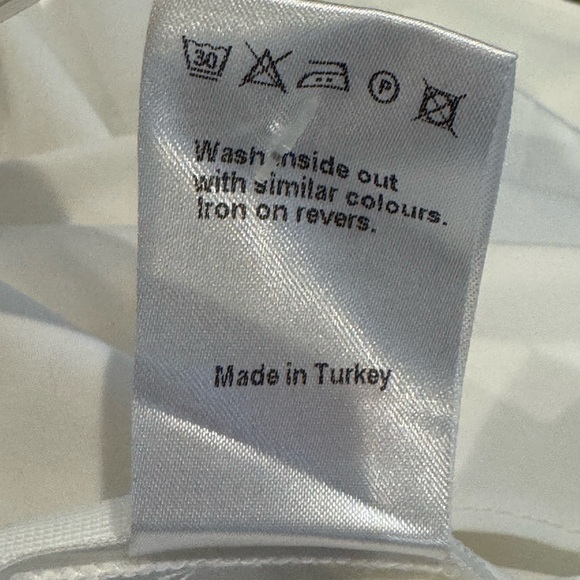 30 P
Wash inside out
with similar colours.
Iron on revers.
Made in Turkey